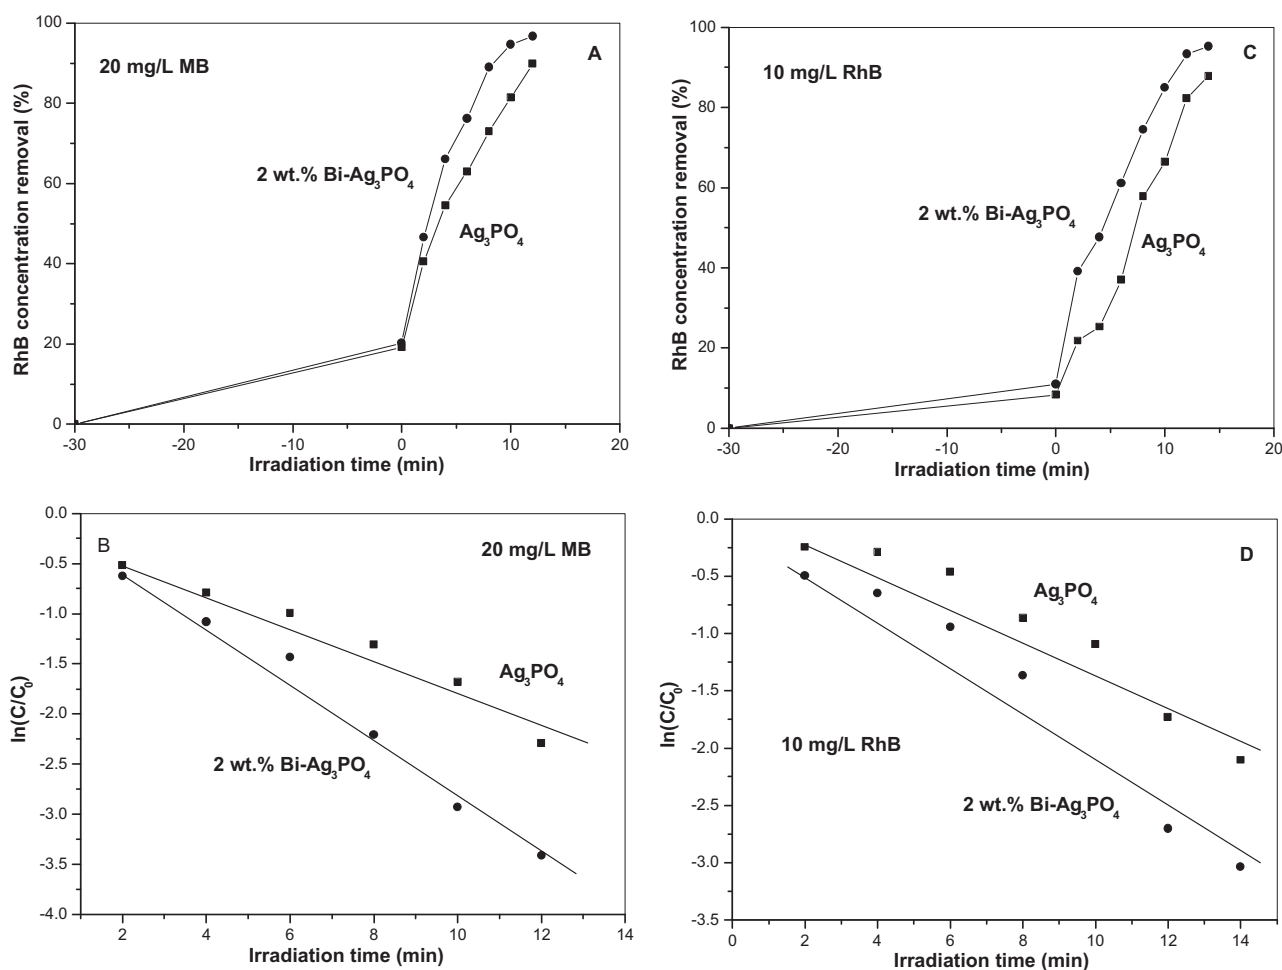 100
80
60
40
20
0
RhB concentration removal (%)
20 mg/L MB
A
2 wt.% Bi-Ag₃PO₄
Ag₃PO₄
-30
-20
-10
0
10
20
Irradiation time (min)
100
80
60
40
20
0
RhB concentration removal (%)
10 mg/L RhB
C
2 wt.% Bi-Ag₃PO₄
Ag₃PO₄
-30
-20
-10
0
10
20
Irradiation time (min)
0.0
-0.5
-1.0
-1.5
-2.0
-2.5
-3.0
-3.5
-4.0
ln(C/C₀)
B
20 mg/L MB
Ag₃PO₄
2 wt.% Bi-Ag₃PO₄
2
4
6
8
10
12
14
Irradiation time (min)
0.0
-0.5
-1.0
-1.5
-2.0
-2.5
-3.0
-3.5
ln(C/C₀)
D
Ag₃PO₄
10 mg/L RhB
2 wt.% Bi-Ag₃PO₄
0
2
4
6
8
10
12
14
Irradiation time (min)